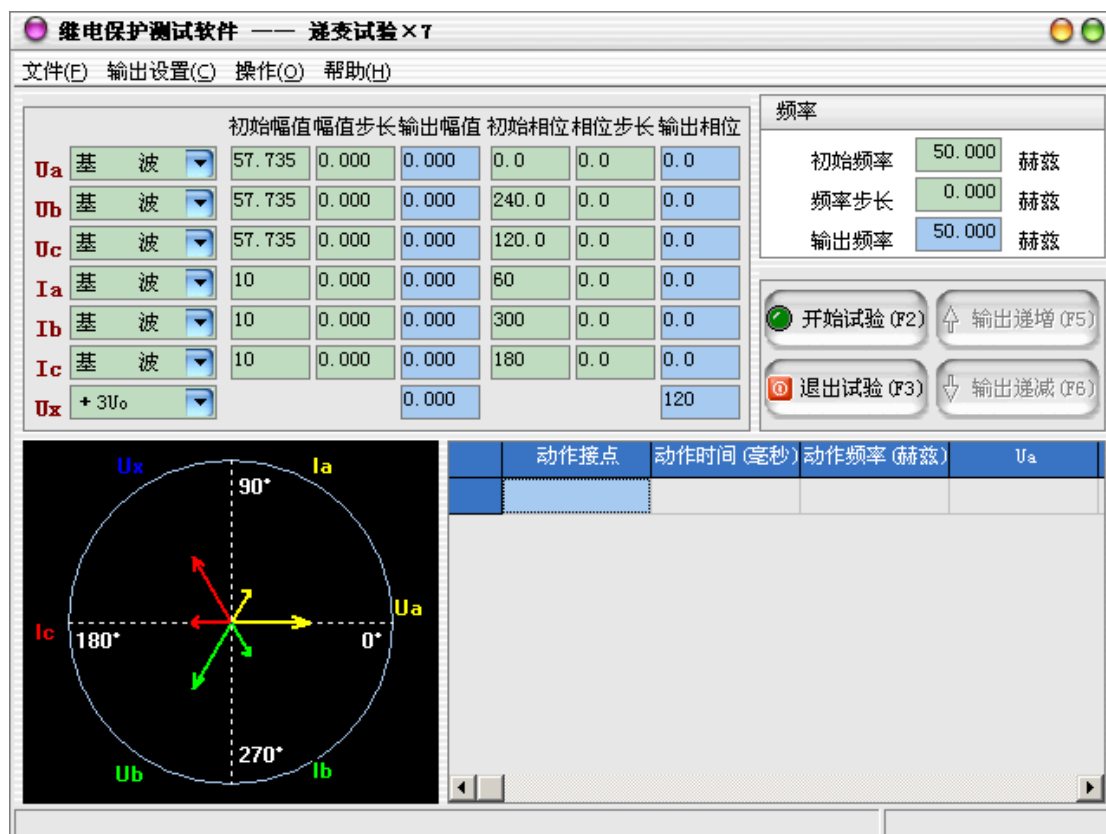 继电保护测试软件 —— 递变试验×7
文件(F) 输出设置(C) 操作(O) 帮助(H)
初始幅值 幅值步长 输出幅值 初始相位 相位步长 输出相位
Ua 基 波 57.735 0.000 0.000 0.0 0.0 0.0
Ub 基 波 57.735 0.000 0.000 240.0 0.0 0.0
Uc 基 波 57.735 0.000 0.000 120.0 0.0 0.0
Ia 基 波 10 0.000 0.000 60 0.0 0.0
Ib 基 波 10 0.000 0.000 300 0.0 0.0
Ic 基 波 10 0.000 0.000 180 0.0 0.0
Ux +3U₀ 0.000 120
频率
初始频率 50.000 赫兹
频率步长 0.000 赫兹
输出频率 50.000 赫兹
开始试验(F2) 输出递增(F5)
退出试验(F3) 输出递减(F6)
Ux Ia
90°
Ua
Ic 180° 0°
270°
Ub Ib
动作接点 动作时间(毫秒) 动作频率(赫兹) Ua